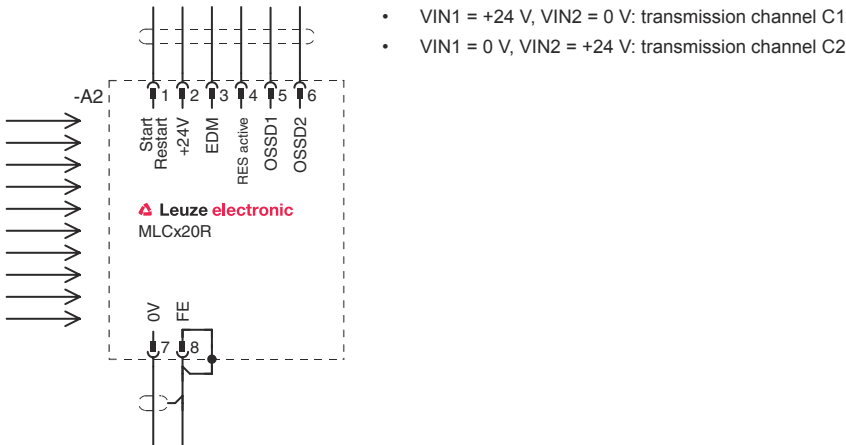 • VIN1 = +24 V, VIN2 = 0 V: transmission channel C1
• VIN1 = 0 V, VIN2 = +24 V: transmission channel C2
-A2
1 2 3 4 5 6
Start
Restart
+24V
EDM
RES active
OSSD1
OSSD2
Leuze electronic
MLCx20R
0V
FE
7 8